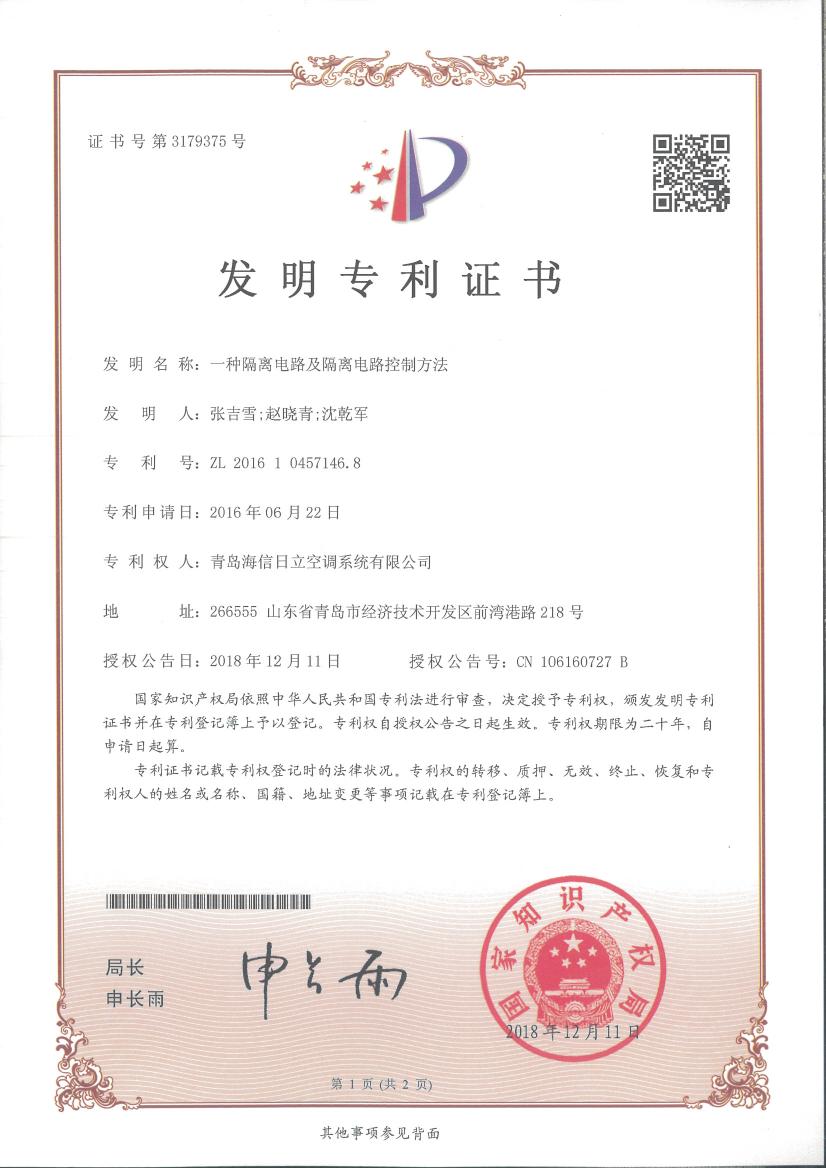 证书号第3179375号
发明专利证书
发明名称：一种隔离电路及隔离电路控制方法
发明人：张吉雪;赵晓青;沈乾军
专利号：ZL 2016 1 0457146.8
专利申请日：2016年06月22日
专利权人：青岛海信日立空调系统有限公司
地址：266555 山东省青岛市经济技术开发区前湾港路218号
授权公告日：2018年12月11日 授权公告号：CN 106160727 B
国家知识产权局依照中华人民共和国专利法进行审查，决定授予专利权，颁发发明专利
证书并在专利登记簿上予以登记。专利权自授权公告之日起生效。专利权期限为二十年，自
申请日起算。
专利证书记载专利权登记时的法律状况。专利权的转移、质押、无效、终止、恢复和专
利权人的姓名或名称、国籍、地址变更等事项记载在专利登记簿上。
局长
申长雨
申长雨
国家知识产权局
2018年12月11日
第 1 页 (共 2 页)
其他事项参见背面